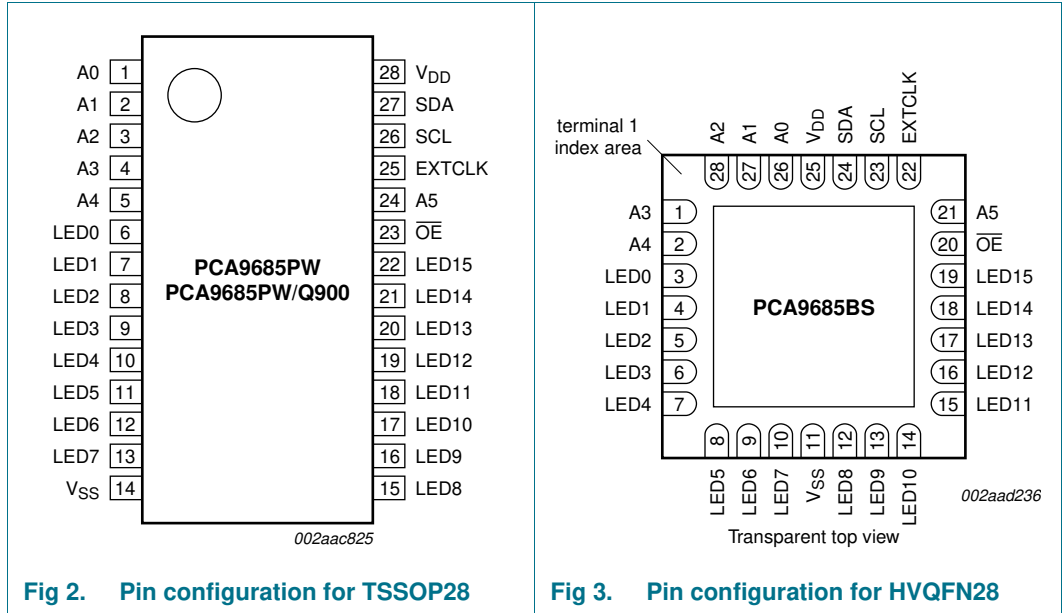 A0 1
A1 2
A2 3
A3 4
A4 5
LED0 6
LED1 7
LED2 8
LED3 9
LED4 10
LED5 11
LED6 12
LED7 13
VSS 14
PCA9685PW
PCA9685PW/Q900
28 VDD
27 SDA
26 SCL
25 EXTCLK
24 A5
23 OE
22 LED15
21 LED14
20 LED13
19 LED12
18 LED11
17 LED10
16 LED9
15 LED8
002aac825
Fig 2. Pin configuration for TSSOP28
terminal 1
index area
A2 A1 A0 VDD SDA SCL EXTCLK
28 27 26 25 24 23 22
A3 1
A4 2
LED0 3
LED1 4
LED2 5
LED3 6
LED4 7
PCA9685BS
21 A5
20 OE
19 LED15
18 LED14
17 LED13
16 LED12
15 LED11
8 9 10 11 12 13 14
LED5 LED6 LED7 VSS LED8 LED9 LED10
002aad236
Transparent top view
Fig 3. Pin configuration for HVQFN28